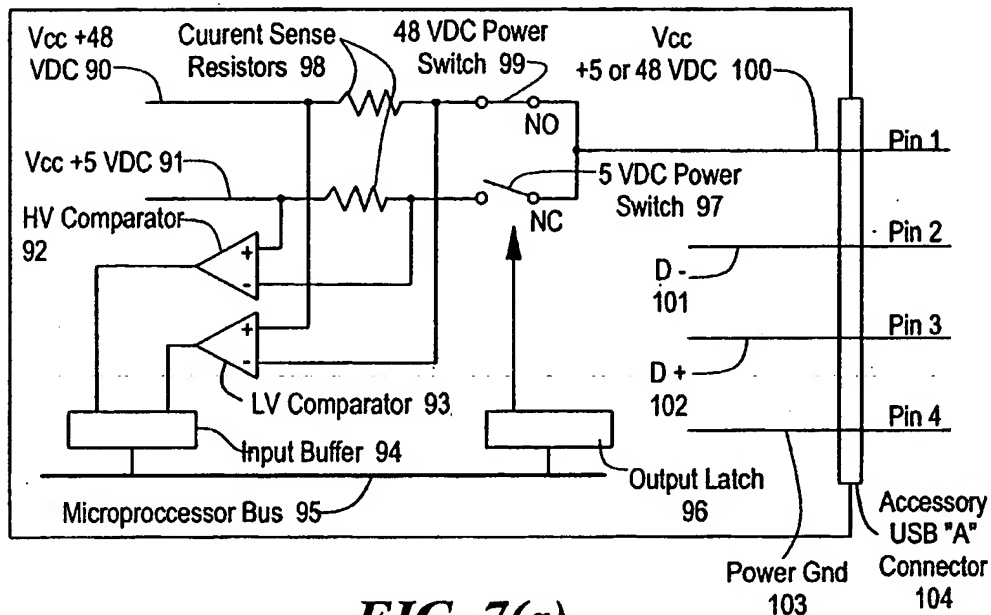 Vcc +48
VDC 90
Cuurent Sense
Resistors 98
48 VDC Power
Switch 99
Vcc
+5 or 48 VDC 100
NO
Pin 1
Vcc +5 VDC 91
5 VDC Power
Switch 97
NC
HV Comparator
92
+
-
Pin 2
D -
101
+
-
Pin 3
D +
102
LV Comparator 93
Pin 4
Input Buffer 94
Output Latch
96
Microproccessor Bus 95
Accessory
USB "A"
Connector
104
Power Gnd
103
FIG. 7(a)